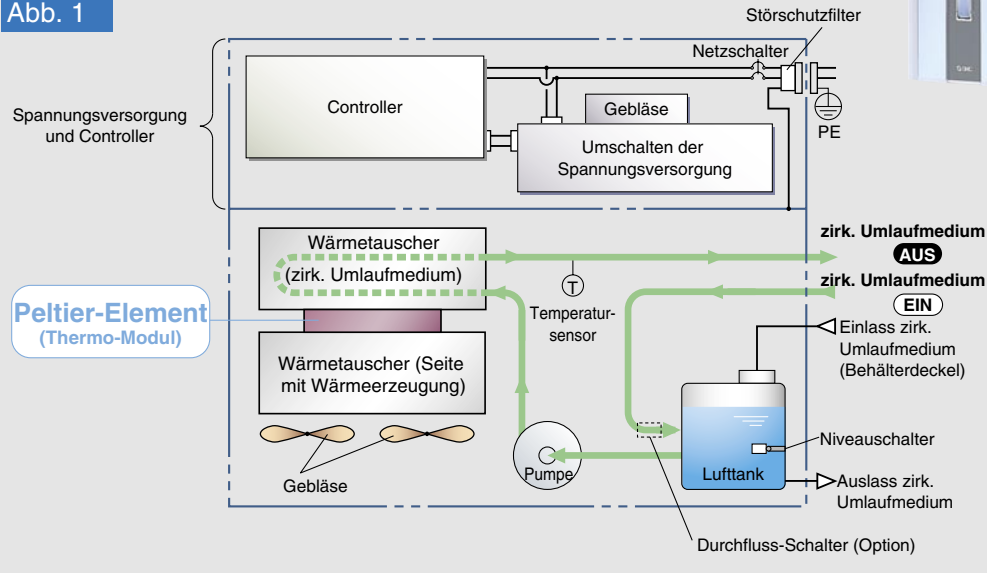 Abb. 1
Störschutzfilter
Netzschalter
Spannungsversorgung
und Controller
Controller
Gebläse
PE
Umschalten der
Spannungsversorgung
zirk. Umlaufmedium
AUS
Wärmetauscher
(zirk. Umlaufmedium)
zirk. Umlaufmedium
EIN
T
Temperatur-
sensor
Peltier-Element
(Thermo-Modul)
Einlass zirk.
Umlaufmedium
(Behälterdeckel)
Wärmetauscher (Seite
mit Wärmeerzeugung)
Niveauschalter
Pumpe
Lufttank
Gebläse
Auslass zirk.
Umlaufmedium
Durchfluss-Schalter (Option)